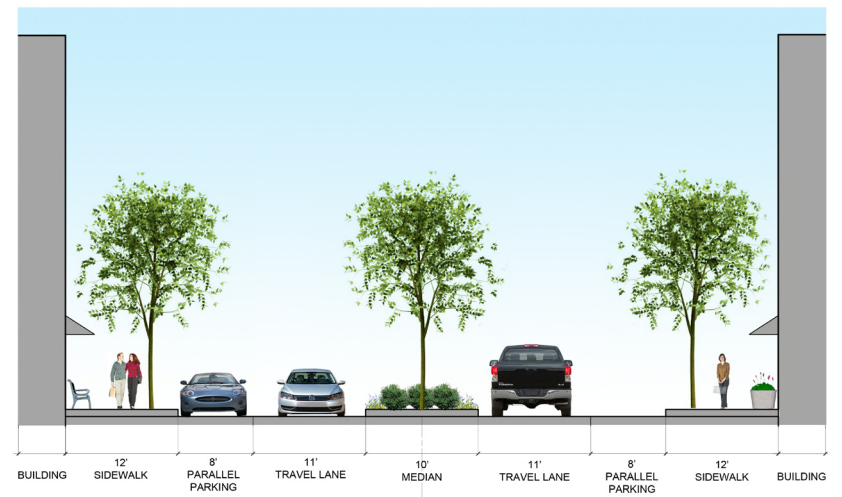 12'
SIDEWALK
8'
PARALLEL
PARKING
11'
TRAVEL LANE
10'
MEDIAN
11'
TRAVEL LANE
8'
PARALLEL
PARKING
12'
SIDEWALK
BUILDING
BUILDING